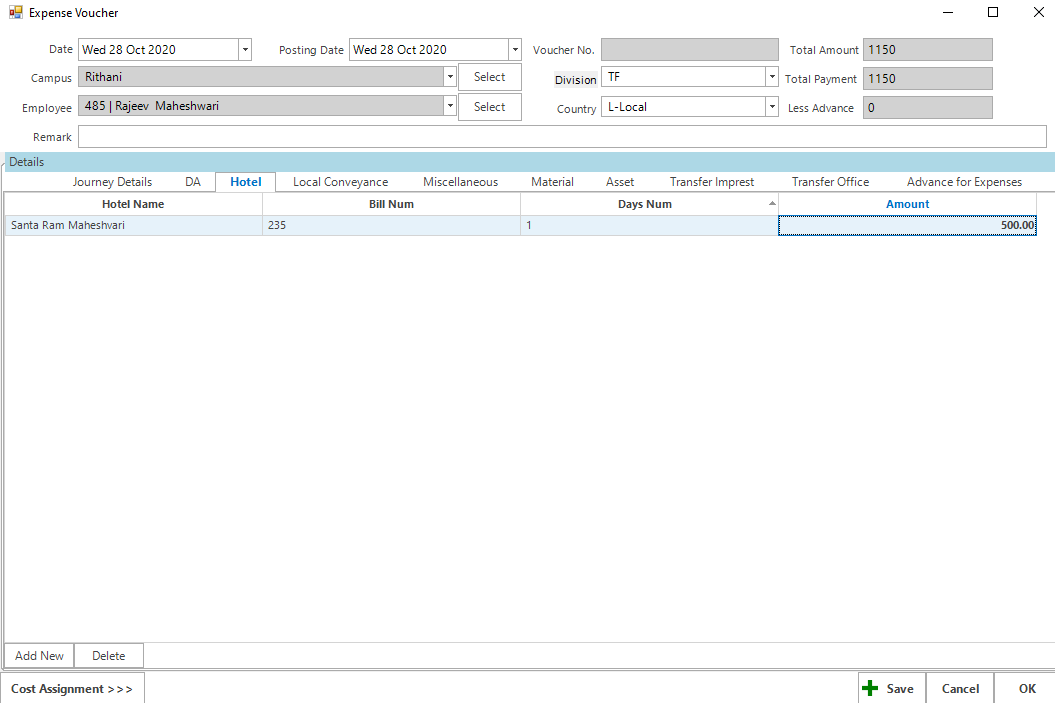 Expense Voucher
Date Wed 28 Oct 2020 Posting Date Wed 28 Oct 2020 Voucher No. Total Amount 1150
Campus Rithani Select Division TF Total Payment 1150
Employee 485 | Rajeev Maheshwari Select Country L-Local Less Advance 0
Remark
Details
Journey Details DA Hotel Local Conveyance Miscellaneous Material Asset Transfer Imprest Transfer Office Advance for Expenses
Hotel Name Bill Num Days Num Amount
Santa Ram Maheshvari 235 1 500.00
Add New Delete
Cost Assignment >>> Save Cancel OK